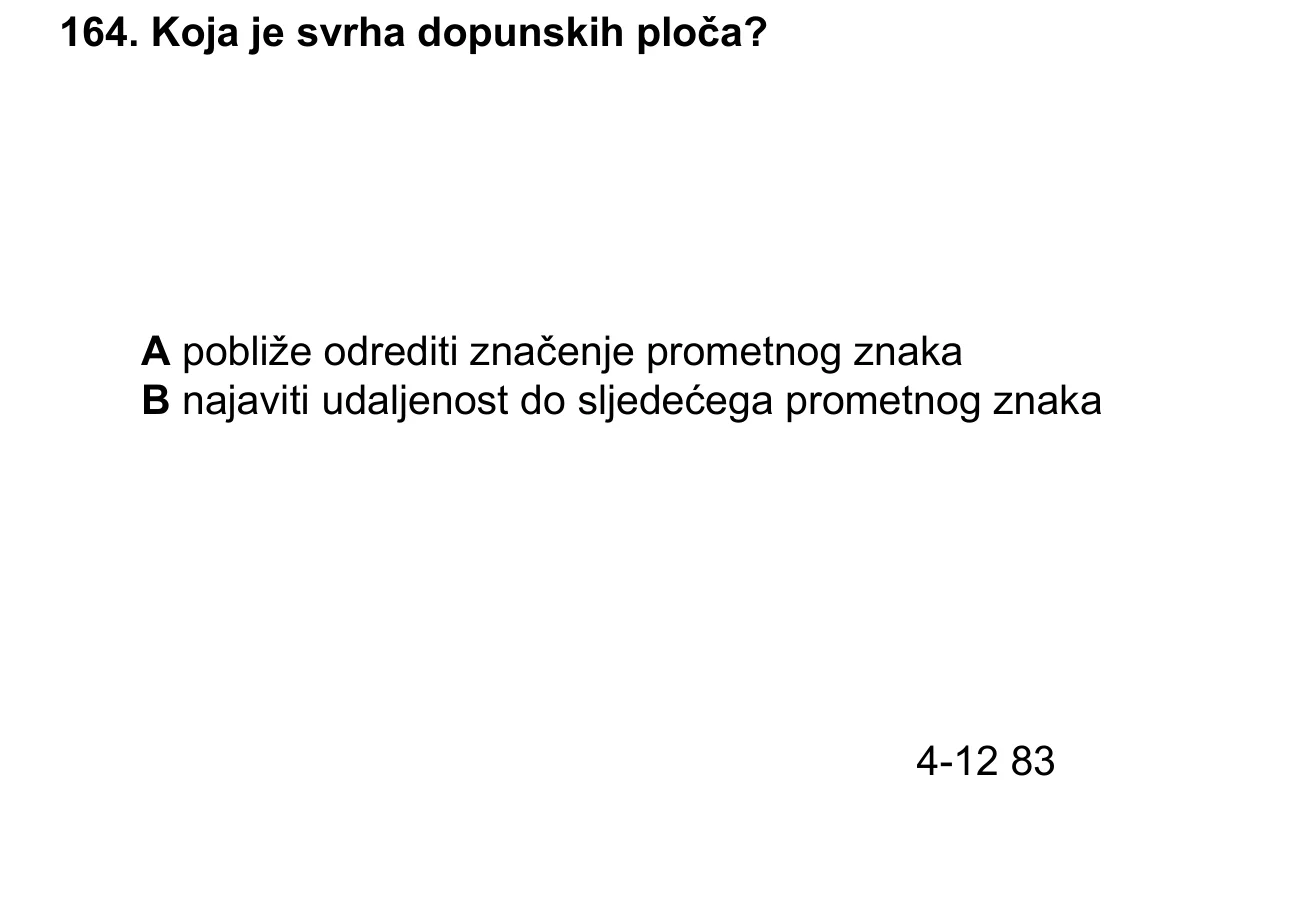 164. Koja je svrha dopunskih ploča?
A pobliže odrediti značenje prometnog znaka
B najaviti udaljenost do sljedećega prometnog znaka
4-12 83